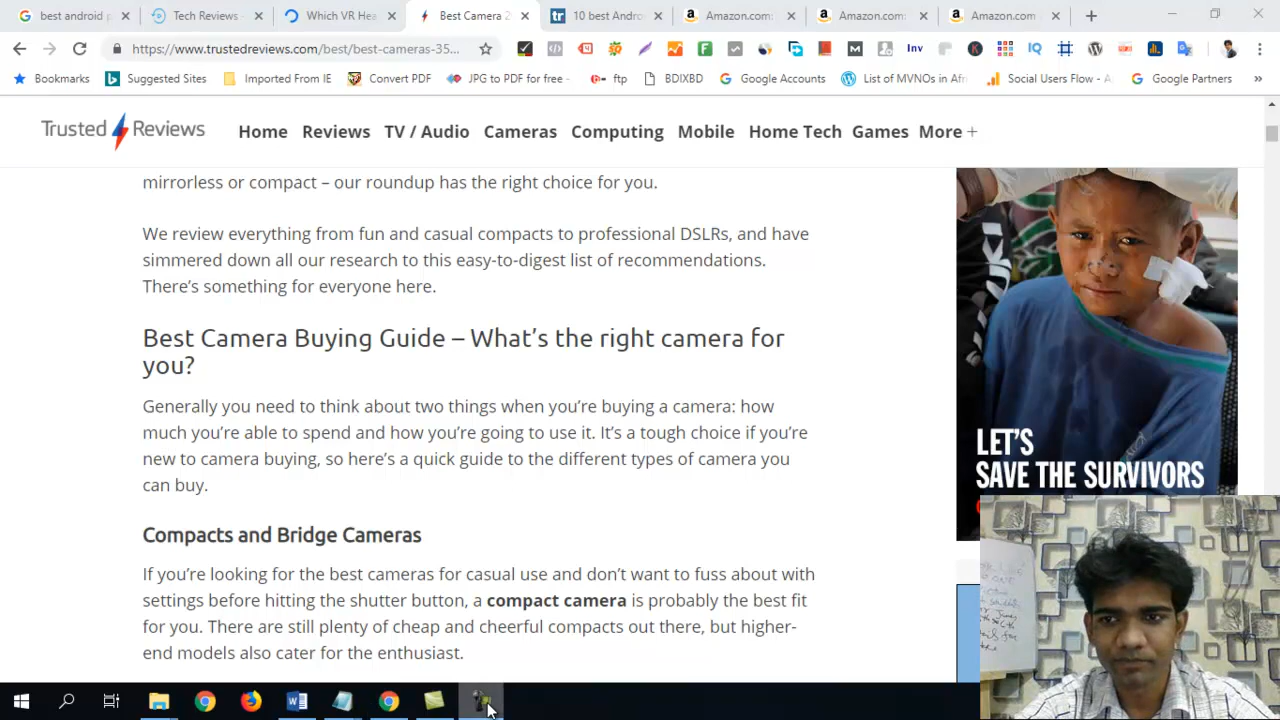 best android p
Tech Reviews -
Which VR Hea
Best Camera 2
10 best Andro
Amazon.com
Amazon.com
Amazon.com
https://www.trustedreviews.com/best/best-cameras-35...
Inv
IQ
Bookmarks
Suggested Sites
Imported From IE
Convert PDF
JPG to PDF for free -
ftp
BDIXBD
Google Accounts
List of MVNOs in Afr
Social Users Flow - A
Google Partners
»
Trusted Reviews
Home
Reviews
TV / Audio
Cameras
Computing
Mobile
Home Tech
Games
More +
mirrorless or compact – our roundup has the right choice for you.
We review everything from fun and casual compacts to professional DSLRs, and have
simmered down all our research to this easy-to-digest list of recommendations.
There's something for everyone here.
Best Camera Buying Guide – What's the right camera for
you?
Generally you need to think about two things when you're buying a camera: how
much you're able to spend and how you're going to use it. It's a tough choice if you're
new to camera buying, so here's a quick guide to the different types of camera you
can buy.
Compacts and Bridge Cameras
If you're looking for the best cameras for casual use and don't want to fuss about with
settings before hitting the shutter button, a compact camera is probably the best fit
for you. There are still plenty of cheap and cheerful compacts out there, but higher-
end models also cater for the enthusiast.
LET'S
SAVE THE SURVIVORS